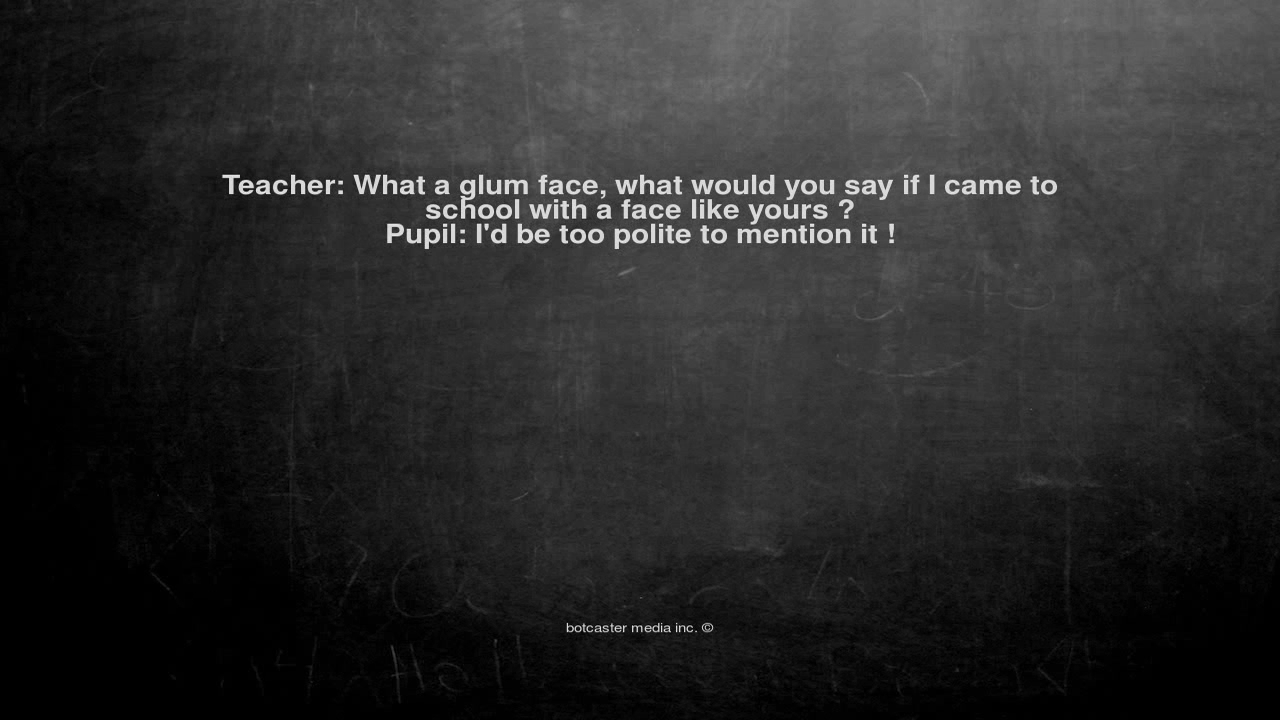 Teacher: What a glum face, what would you say if I came to
school with a face like yours ?
Pupil: I'd be too polite to mention it !
botcaster media inc. ©